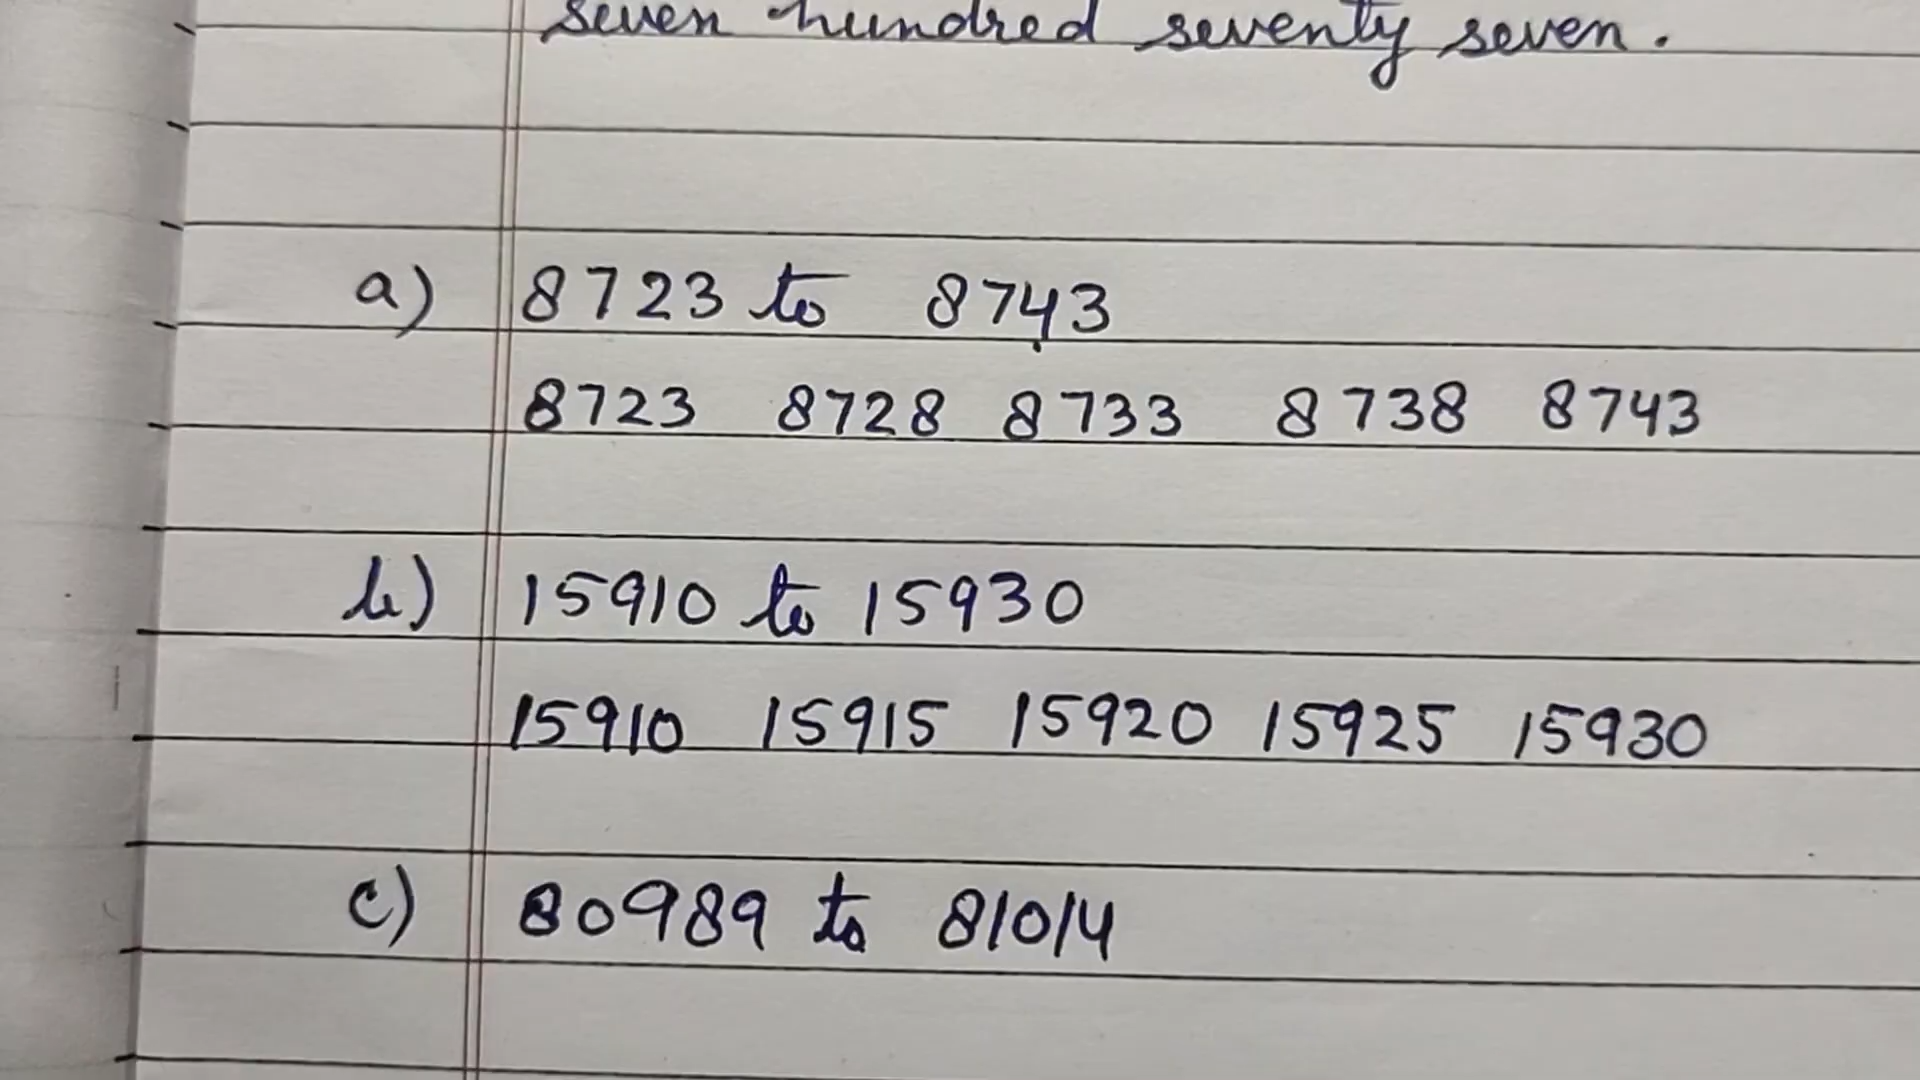 seven hundred seventy seven.
a) 8723 to 8743
8723 8728 8733 8738 8743
b) 15910 to 15930
15910 15915 15920 15925 15930
c) 80989 to 81014